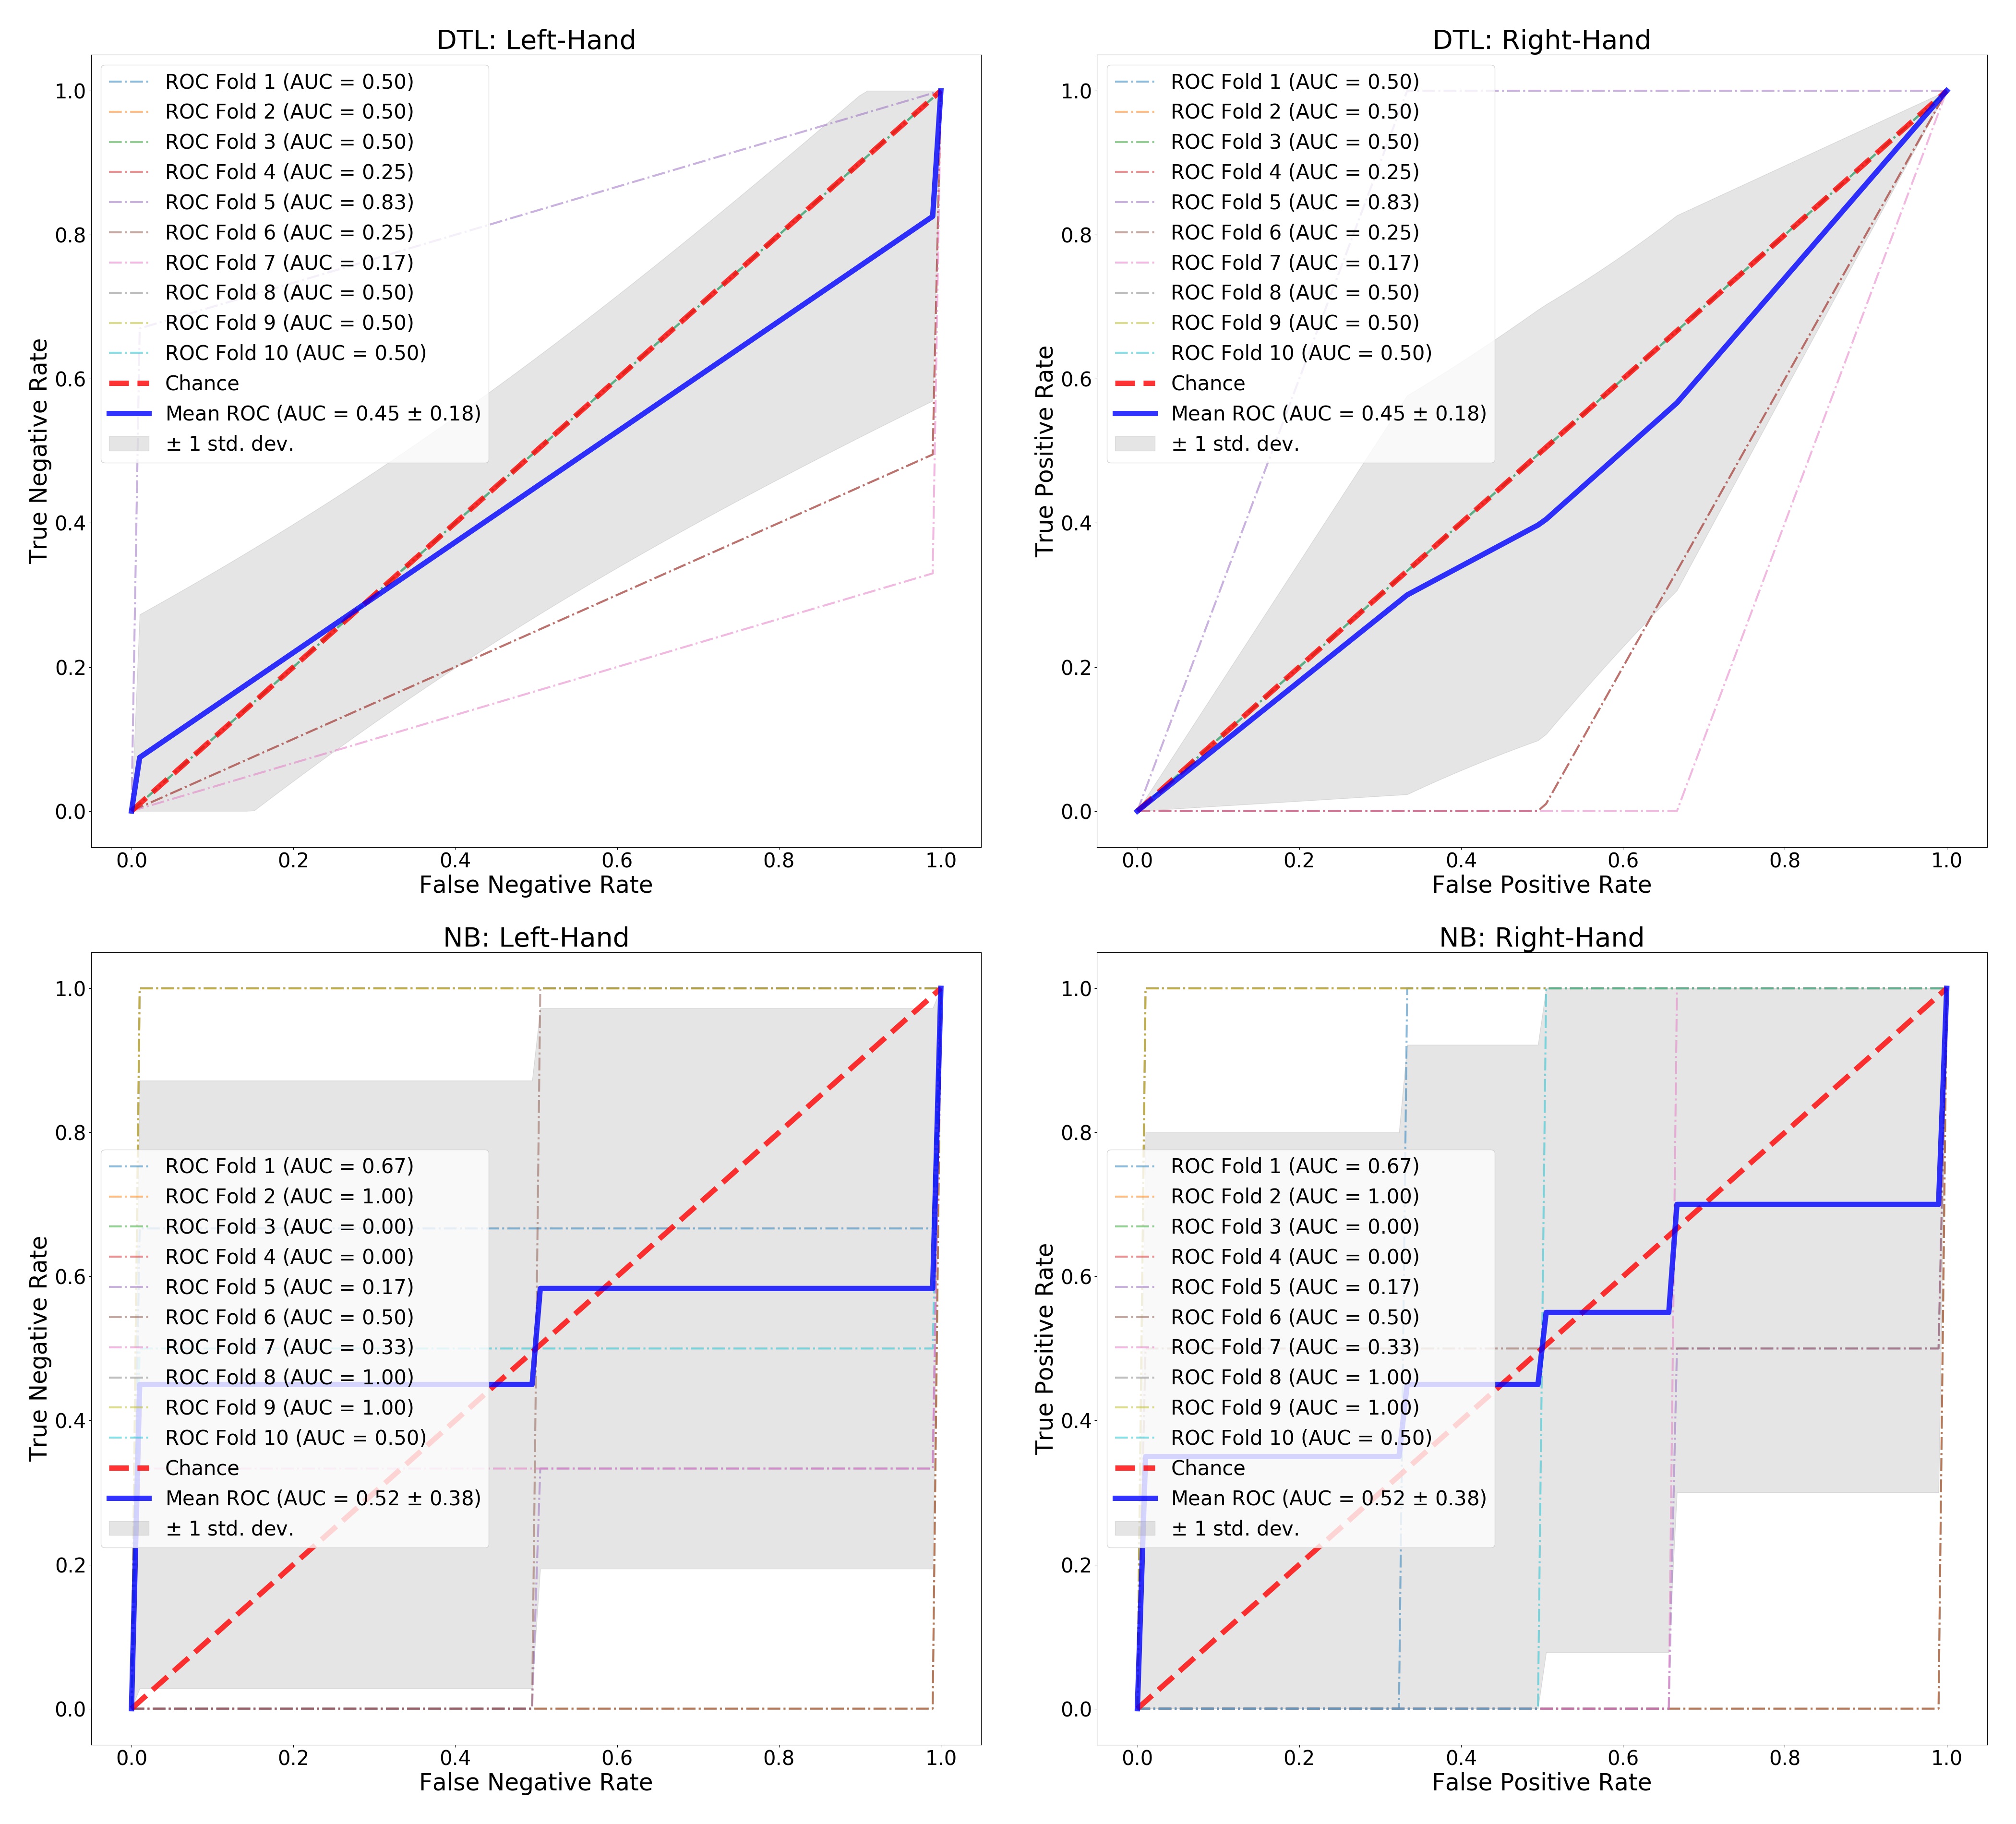 DTL: Left-Hand
True Negative Rate
1.0
0.8
0.6
0.4
0.2
0.0
ROC Fold 1 (AUC = 0.50)
ROC Fold 2 (AUC = 0.50)
ROC Fold 3 (AUC = 0.50)
ROC Fold 4 (AUC = 0.25)
ROC Fold 5 (AUC = 0.83)
ROC Fold 6 (AUC = 0.25)
ROC Fold 7 (AUC = 0.17)
ROC Fold 8 (AUC = 0.50)
ROC Fold 9 (AUC = 0.50)
ROC Fold 10 (AUC = 0.50)
Chance
Mean ROC (AUC = 0.45 ± 0.18)
± 1 std. dev.
0.0 0.2 0.4 0.6 0.8 1.0
False Negative Rate
DTL: Right-Hand
True Positive Rate
1.0
0.8
0.6
0.4
0.2
0.0
ROC Fold 1 (AUC = 0.50)
ROC Fold 2 (AUC = 0.50)
ROC Fold 3 (AUC = 0.50)
ROC Fold 4 (AUC = 0.25)
ROC Fold 5 (AUC = 0.83)
ROC Fold 6 (AUC = 0.25)
ROC Fold 7 (AUC = 0.17)
ROC Fold 8 (AUC = 0.50)
ROC Fold 9 (AUC = 0.50)
ROC Fold 10 (AUC = 0.50)
Chance
Mean ROC (AUC = 0.45 ± 0.18)
± 1 std. dev.
0.0 0.2 0.4 0.6 0.8 1.0
False Positive Rate
NB: Left-Hand
True Negative Rate
1.0
0.8
0.6
0.4
0.2
0.0
ROC Fold 1 (AUC = 0.67)
ROC Fold 2 (AUC = 1.00)
ROC Fold 3 (AUC = 0.00)
ROC Fold 4 (AUC = 0.00)
ROC Fold 5 (AUC = 0.17)
ROC Fold 6 (AUC = 0.50)
ROC Fold 7 (AUC = 0.33)
ROC Fold 8 (AUC = 1.00)
ROC Fold 9 (AUC = 1.00)
ROC Fold 10 (AUC = 0.50)
Chance
Mean ROC (AUC = 0.52 ± 0.38)
± 1 std. dev.
0.0 0.2 0.4 0.6 0.8 1.0
False Negative Rate
NB: Right-Hand
True Positive Rate
1.0
0.8
0.6
0.4
0.2
0.0
ROC Fold 1 (AUC = 0.67)
ROC Fold 2 (AUC = 1.00)
ROC Fold 3 (AUC = 0.00)
ROC Fold 4 (AUC = 0.00)
ROC Fold 5 (AUC = 0.17)
ROC Fold 6 (AUC = 0.50)
ROC Fold 7 (AUC = 0.33)
ROC Fold 8 (AUC = 1.00)
ROC Fold 9 (AUC = 1.00)
ROC Fold 10 (AUC = 0.50)
Chance
Mean ROC (AUC = 0.52 ± 0.38)
± 1 std. dev.
0.0 0.2 0.4 0.6 0.8 1.0
False Positive Rate